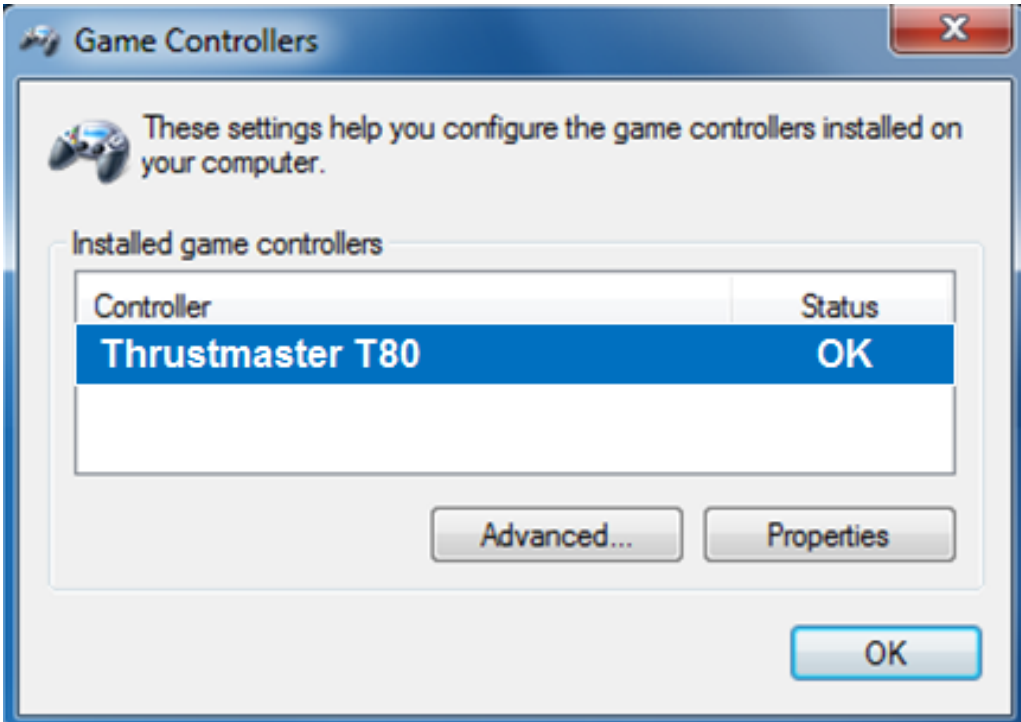 Game Controllers
These settings help you configure the game controllers installed on
your computer.
Installed game controllers
Controller Status
Thrustmaster T80 OK
Advanced... Properties
OK